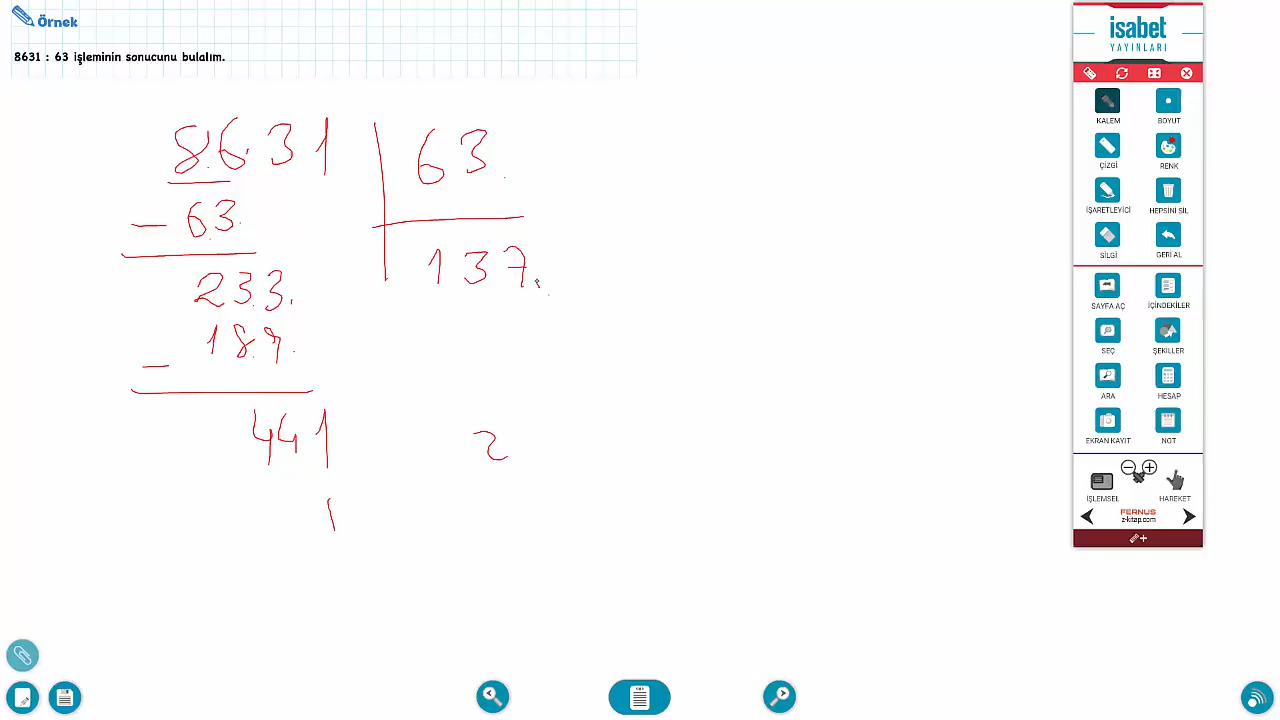 Örnek
8631 : 63 işleminin sonucunu bulalım.
8631 63
- 63
137
233
- 189
441
2
1
isabet
YAYINLARI
KALEM BOYUT
ÇİZGİ RENK
İŞARETLEYİCİ HEPSİNİ SİL
SİLGİ GERİ AL
SAYFA AÇ İÇİNDEKİLER
SEÇ ŞEKİLLER
ARA HESAP
EKRAN KAYIT NOT
İŞLEMSEL HAREKET
FERNUS
z-kitap.com